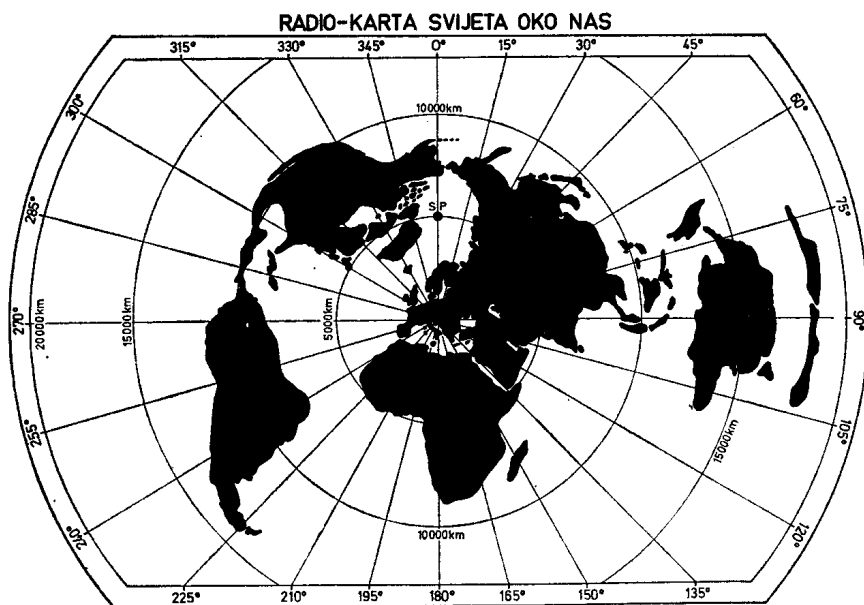 RADIO-KARTA SVIJETA OKO NAS
315° 330° 345° 0° 15° 30° 45°
300° 10000km 60°
285° SP 75°
270° 20000km 15000km 5000km 90°
255° 15000km 105°
240° 10000km 120°
225° 210° 195° 180° 165° 150° 135°